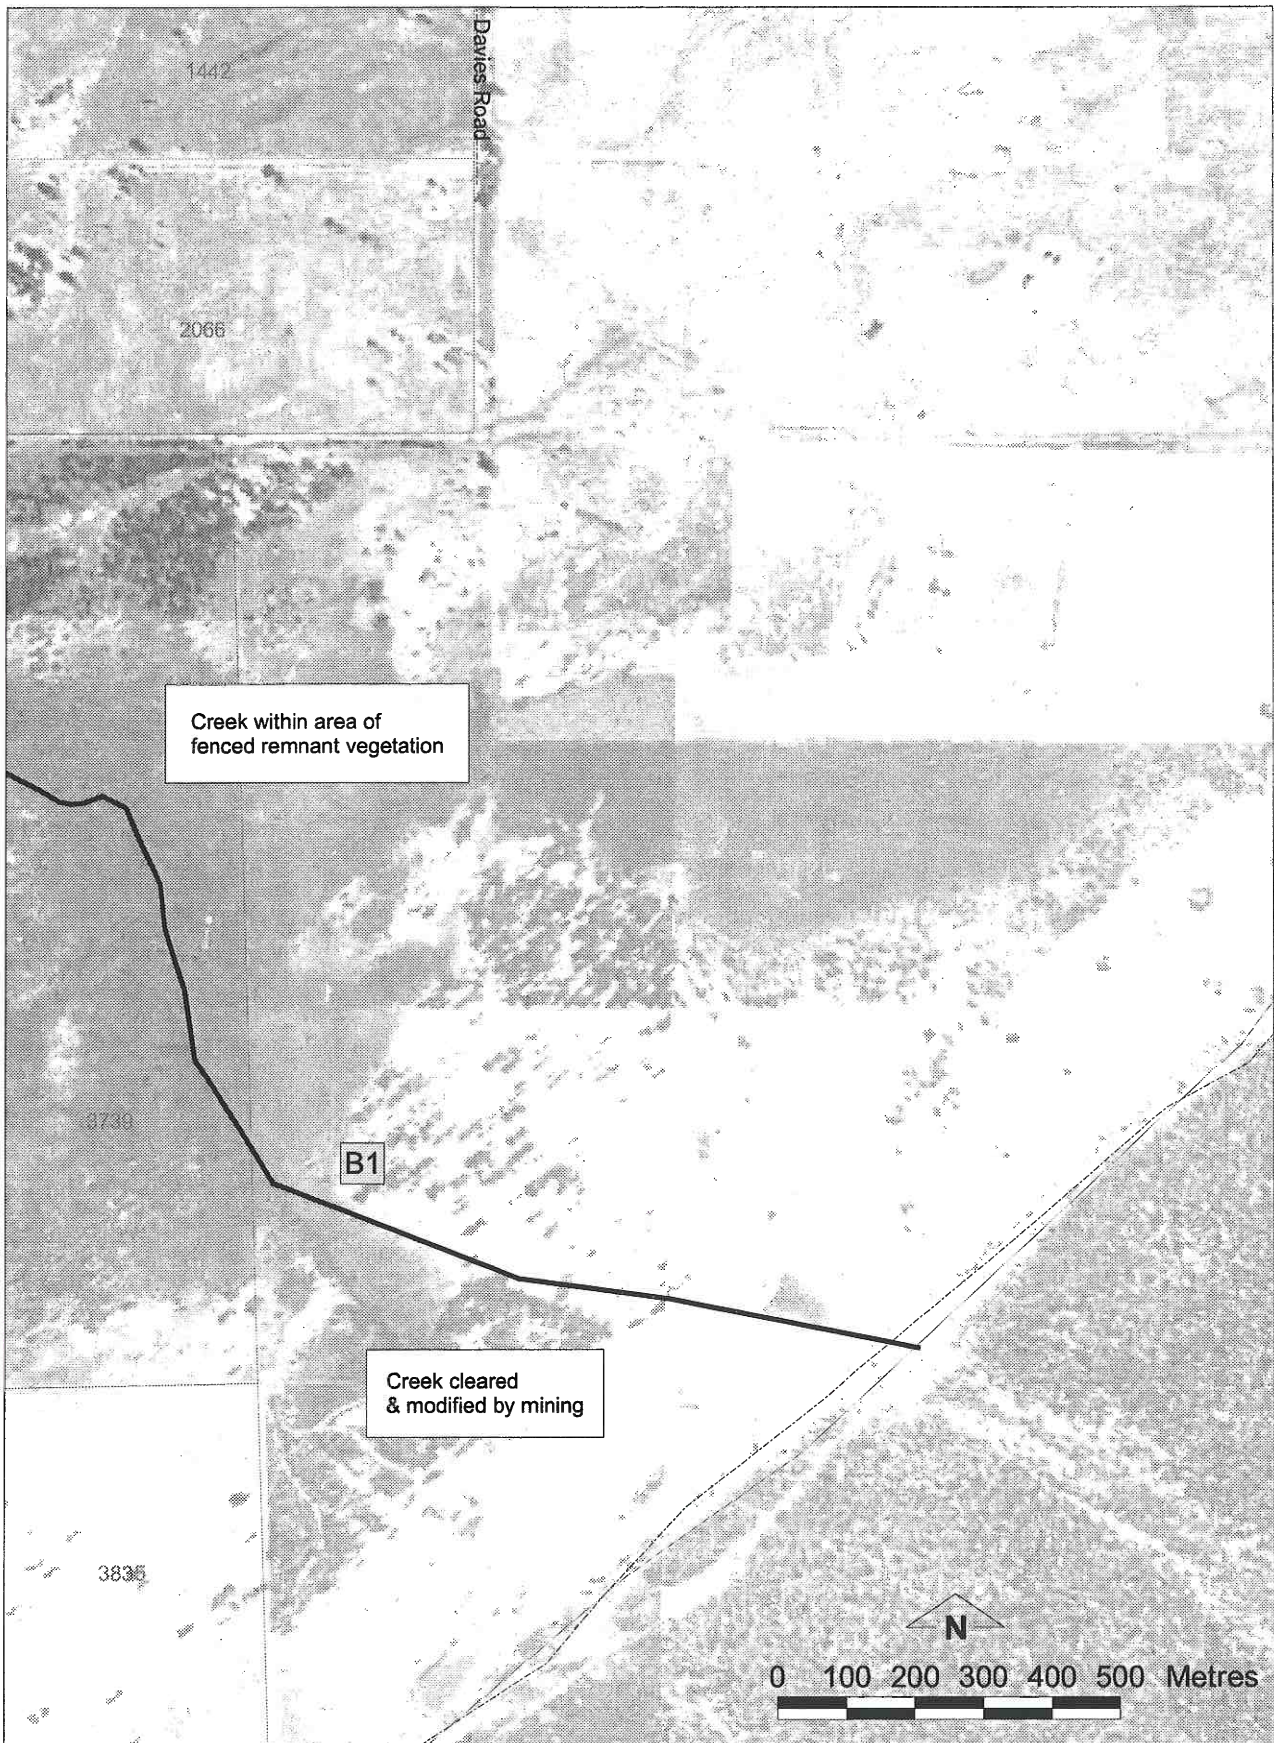 1442
Davies Road
2066
Creek within area of
fenced remnant vegetation
3739
B1
Creek cleared
& modified by mining
3835
N
0 100 200 300 400 500 Metres